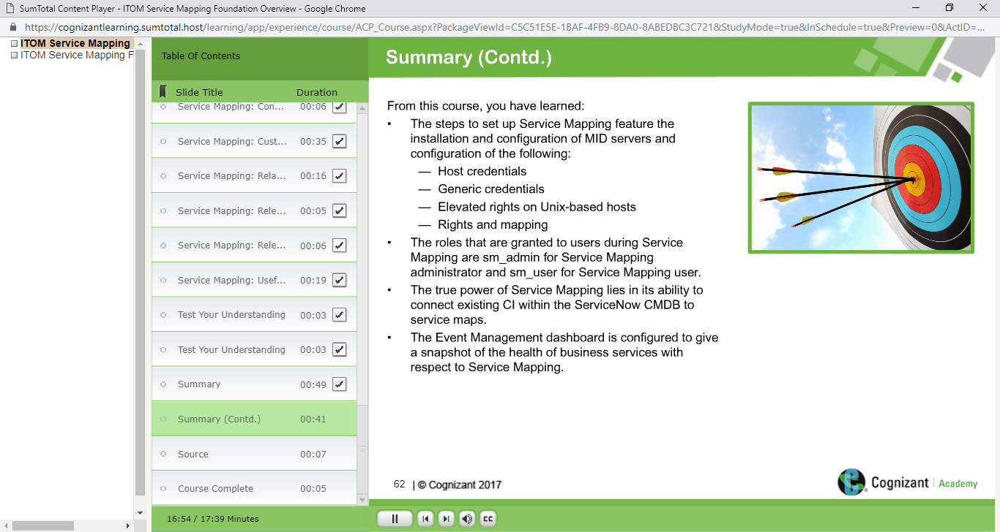 SumTotal Content Player - ITOM Service Mapping Foundation Overview - Google Chrome
https://cognizantlearning.sumtotal.host/learning/app/experience/course/ACP_Course.aspx?PackageViewId=C5C51E5E-1BAF-4FB9-8DA0-8ABEDBC3C721&StudyMode=true&InSchedule=true&Preview=0&ActID=...
ITOM Service Mapping
ITOM Service Mapping F
Table Of Contents
Slide Title Duration
Service Mapping: Con... 00:06
Service Mapping: Cust... 00:35
Service Mapping: Rela... 00:16
Service Mapping: Rele... 00:05
Service Mapping: Rele... 00:06
Service Mapping: Usef... 00:19
Test Your Understanding 00:03
Test Your Understanding 00:03
Summary 00:49
Summary (Contd.) 00:41
Source 00:07
Course Complete 00:05
16:54 / 17:39 Minutes
Summary (Contd.)
From this course, you have learned:
• The steps to set up Service Mapping feature the
installation and configuration of MID servers and
configuration of the following:
— Host credentials
— Generic credentials
— Elevated rights on Unix-based hosts
— Rights and mapping
• The roles that are granted to users during Service
Mapping are sm_admin for Service Mapping
administrator and sm_user for Service Mapping user.
• The true power of Service Mapping lies in its ability to
connect existing CI within the ServiceNow CMDB to
service maps.
• The Event Management dashboard is configured to give
a snapshot of the health of business services with
respect to Service Mapping.
62 | © Cognizant 2017
Cognizant | Academy
CC